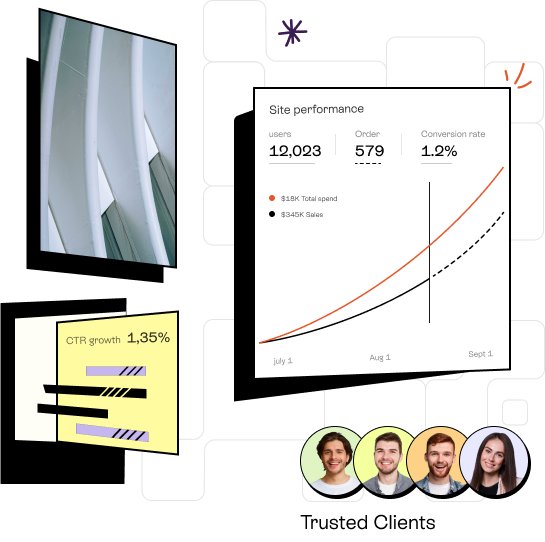 Site performance
users
Order
Conversion rate
12,023
579
1.2%
$18K Total spend
$345K Sales
july 1
Aug 1
Sept 1
CTR growth 1,35%
Trusted Clients